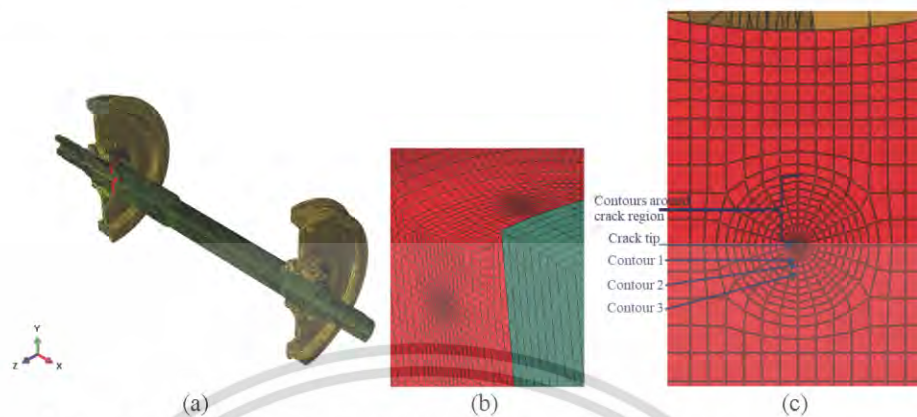 Contours around
crack region
Crack tip
Contour 1
Contour 2
Contour 3
Y
Z
X
(a)
(b)
(c)